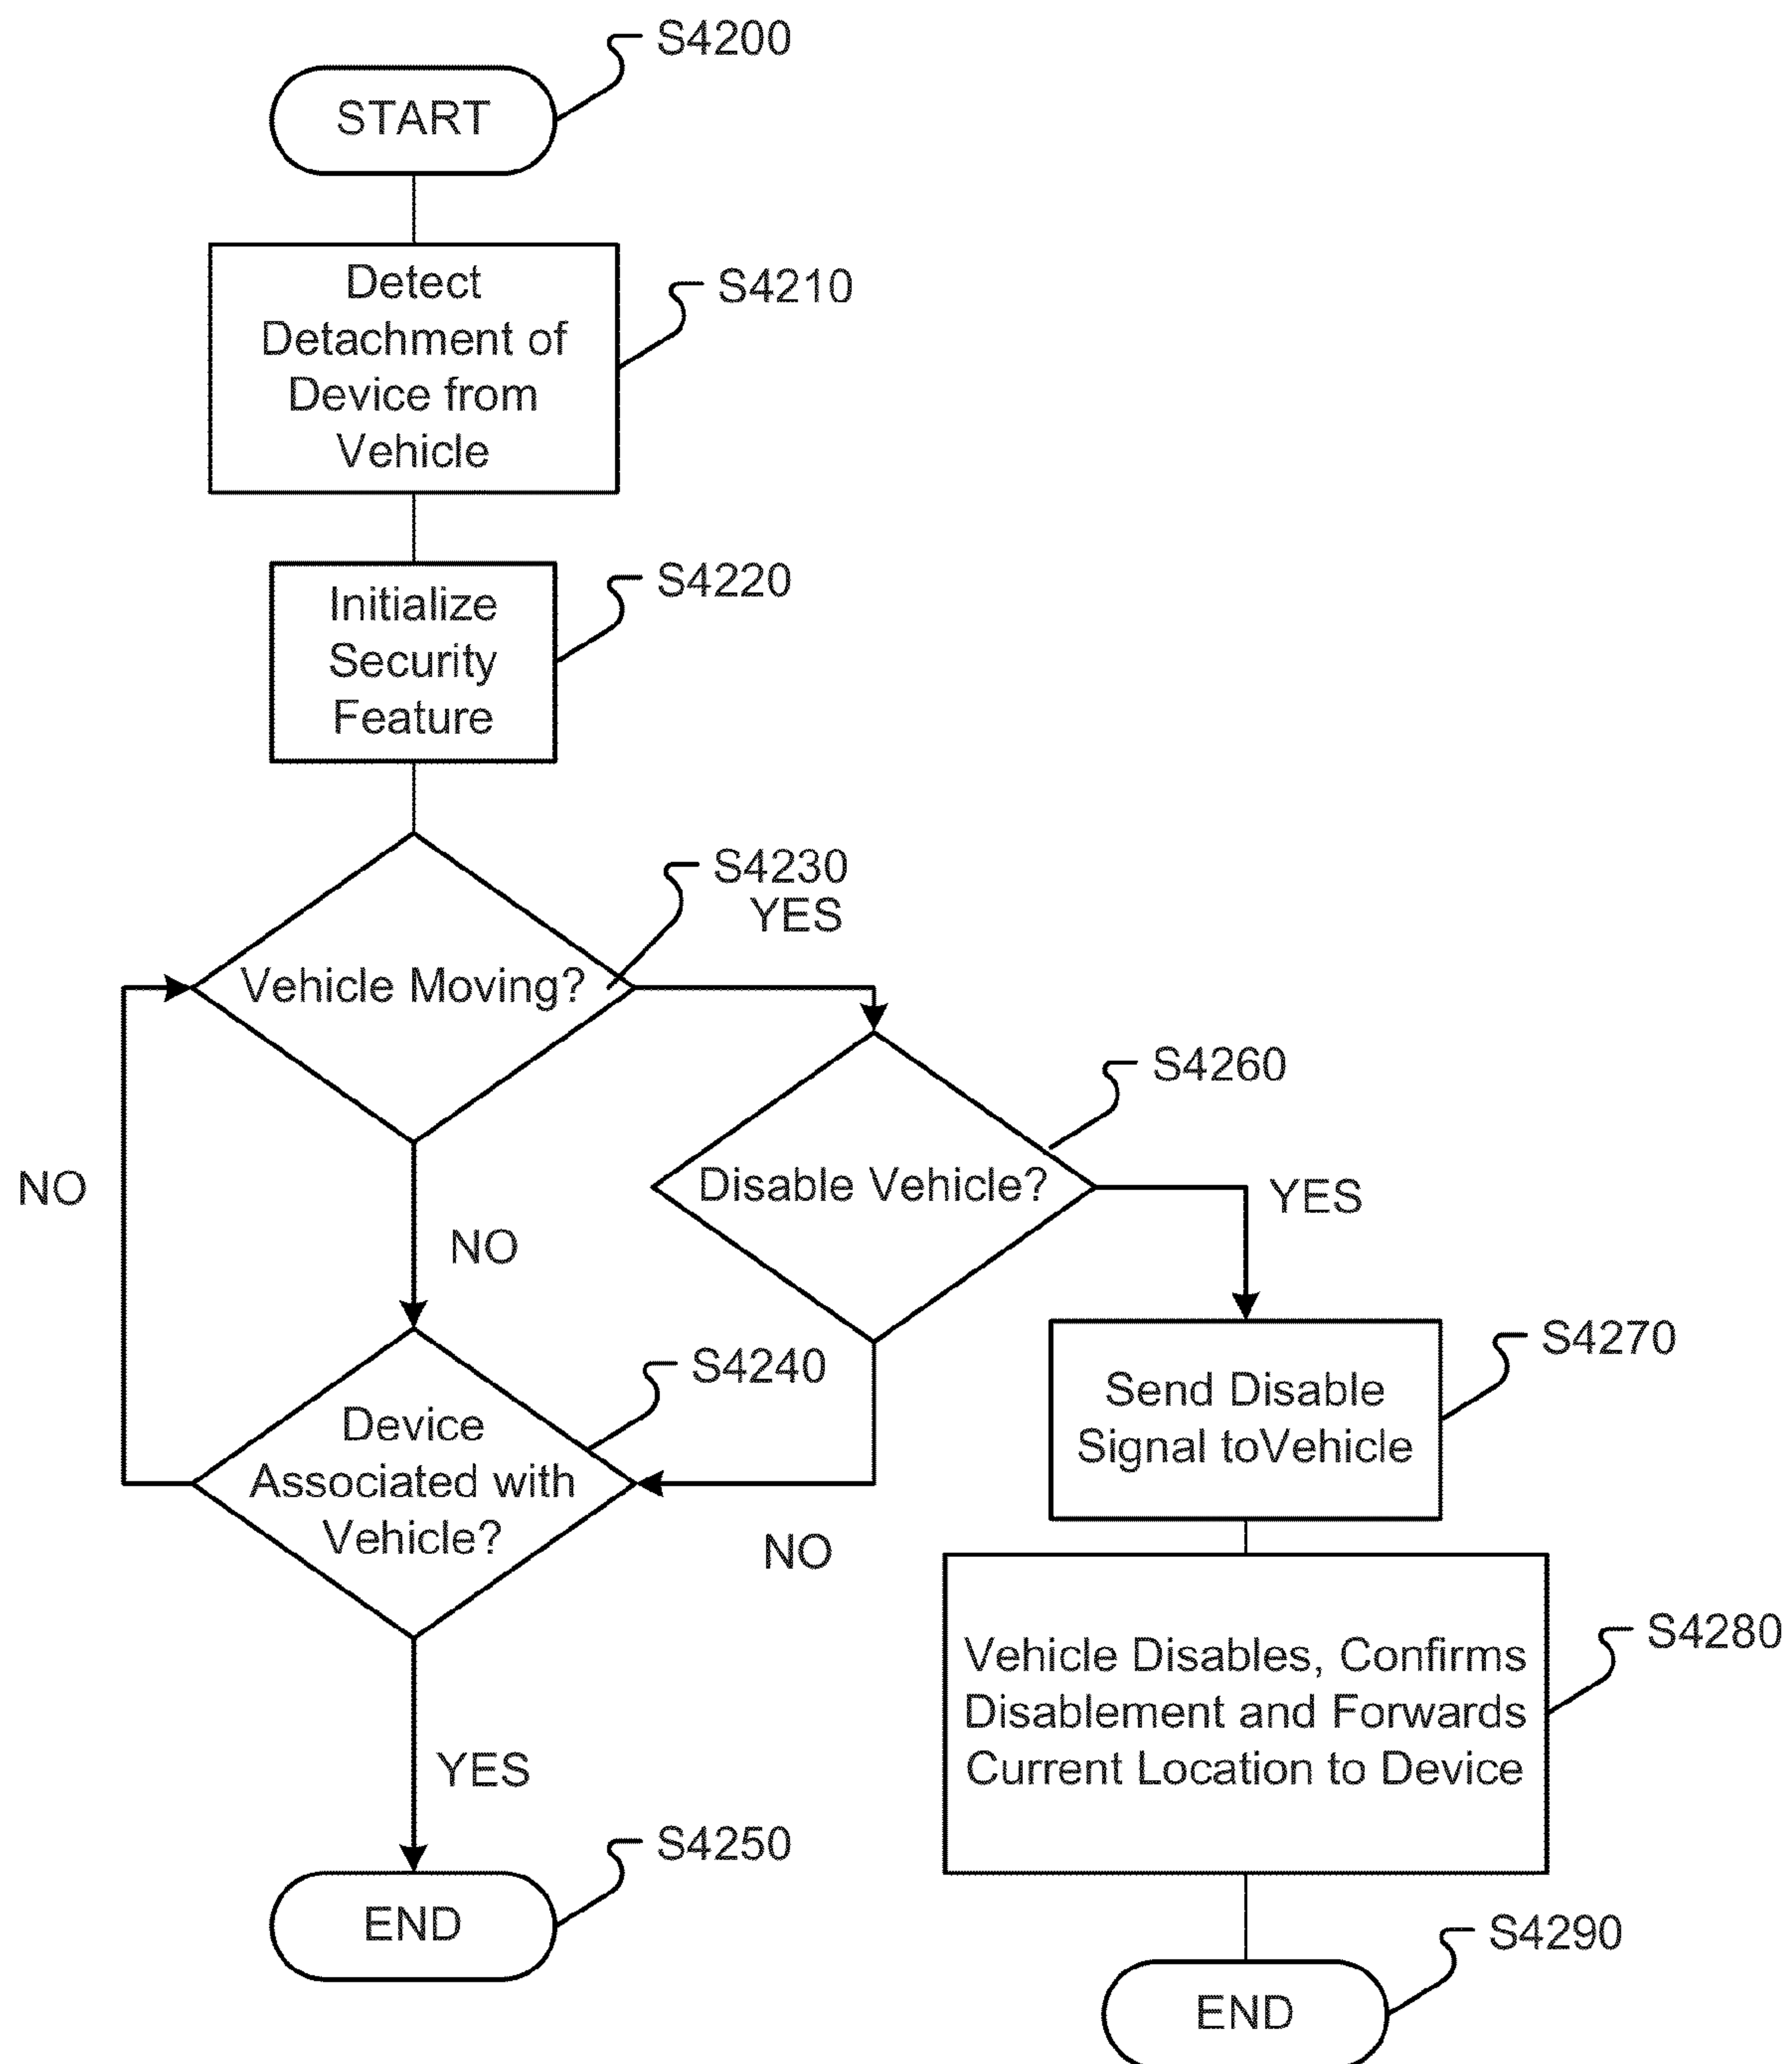 S4200
START
Detect
Detachment of
Device from
Vehicle
S4210
Initialize
Security
Feature
S4220
S4230
YES
Vehicle Moving?
S4260
Disable Vehicle?
YES
NO
NO
S4270
Send Disable
Signal toVehicle
S4240
Device
Associated with
Vehicle?
NO
S4280
Vehicle Disables, Confirms
Disablement and Forwards
Current Location to Device
YES
S4250
END
S4290
END